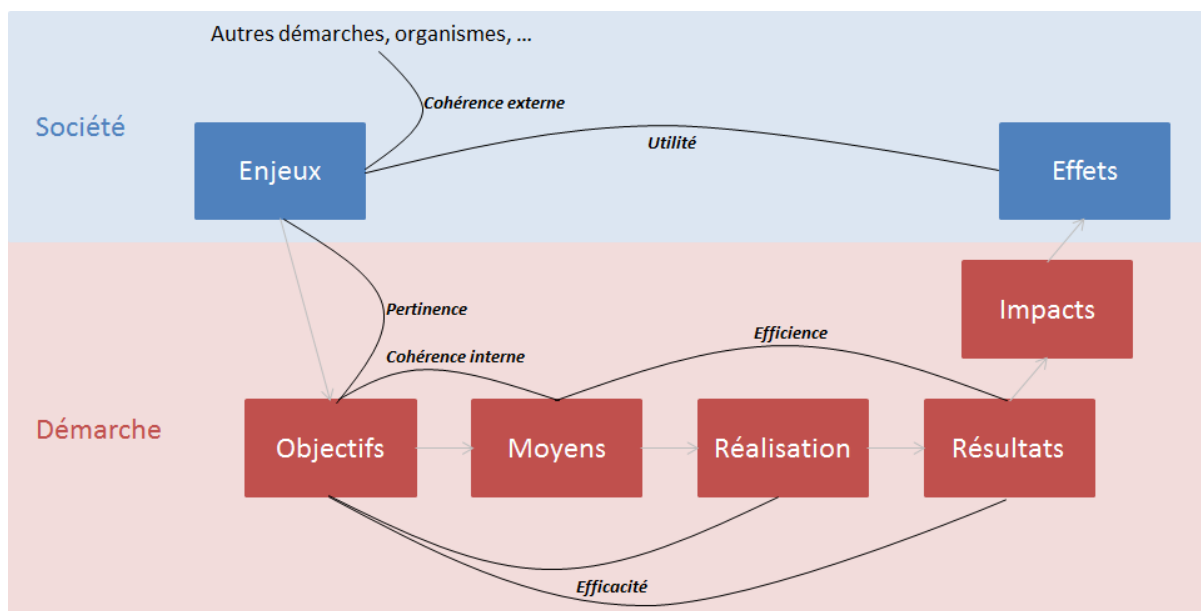 Autres démarches, organismes, ...
Cohérence externe
Société
Utilité
Enjeux
Effets
Impacts
Pertinence
Efficience
Cohérence interne
Démarche
Objectifs
Moyens
Réalisation
Résultats
Efficacité